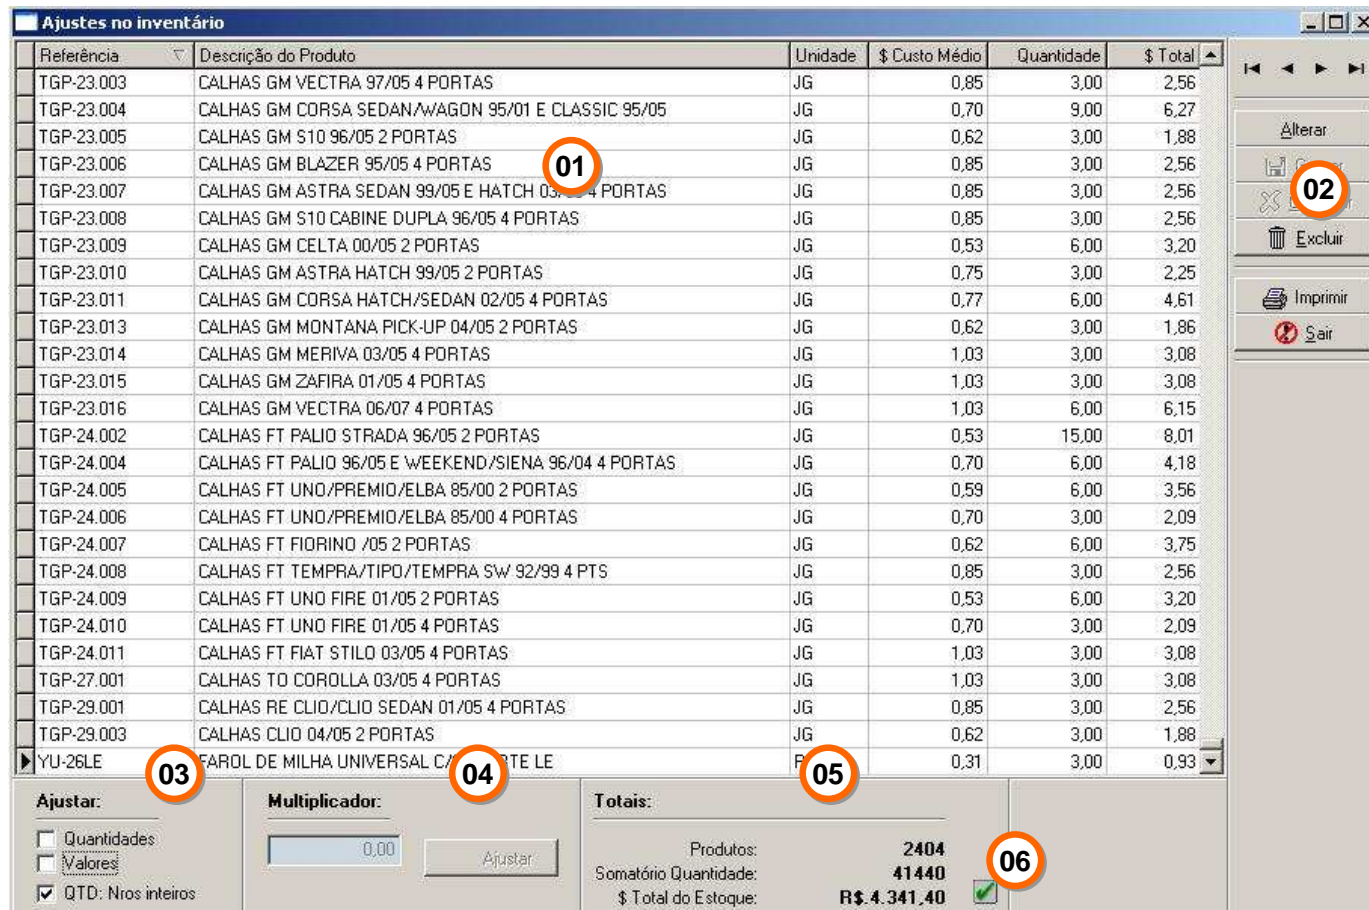 Ajustes no inventário
Referência Descrição do Produto Unidade $ Custo Médio Quantidade $ Total
TGP-23.003 CALHAS GM VECTRA 97/05 4 PORTAS JG 0,85 3,00 2,56
TGP-23.004 CALHAS GM CORSA SEDAN/WAGON 95/01 E CLASSIC 95/05 JG 0,70 9,00 6,27
TGP-23.005 CALHAS GM S10 96/05 2 PORTAS JG 0,62 3,00 1,88
TGP-23.006 CALHAS GM BLAZER 95/05 4 PORTAS JG 0,85 3,00 2,56
01
TGP-23.007 CALHAS GM ASTRA SEDAN 99/05 E HATCH 4 PORTAS JG 0,85 3,00 2,56
TGP-23.008 CALHAS GM S10 CABINE DUPLA 96/05 4 PORTAS JG 0,85 3,00 2,56
TGP-23.009 CALHAS GM CELTA 00/05 2 PORTAS JG 0,53 6,00 3,20
TGP-23.010 CALHAS GM ASTRA HATCH 99/05 2 PORTAS JG 0,75 3,00 2,25
TGP-23.011 CALHAS GM CORSA HATCH/SEDAN 02/05 4 PORTAS JG 0,77 6,00 4,61
TGP-23.013 CALHAS GM MONTANA PICK-UP 04/05 2 PORTAS JG 0,62 3,00 1,86
TGP-23.014 CALHAS GM MERIVA 03/05 4 PORTAS JG 1,03 3,00 3,08
TGP-23.015 CALHAS GM ZAFIRA 01/05 4 PORTAS JG 1,03 3,00 3,08
TGP-23.016 CALHAS GM VECTRA 06/07 4 PORTAS JG 1,03 6,00 6,15
TGP-24.002 CALHAS FT PALIO STRADA 96/05 2 PORTAS JG 0,53 15,00 8,01
TGP-24.004 CALHAS FT PALIO 96/05 E WEEKEND/SIENA 96/04 4 PORTAS JG 0,70 6,00 4,18
TGP-24.005 CALHAS FT UNO/PREMIO/ELBA 85/00 2 PORTAS JG 0,59 6,00 3,56
TGP-24.006 CALHAS FT UNO/PREMIO/ELBA 85/00 4 PORTAS JG 0,70 3,00 2,09
TGP-24.007 CALHAS FT FIORINO /05 2 PORTAS JG 0,62 6,00 3,75
TGP-24.008 CALHAS FT TEMPRA/TIPO/TEMPRA SW 92/99 4 PTS JG 0,85 3,00 2,56
TGP-24.009 CALHAS FT UNO FIRE 01/05 2 PORTAS JG 0,53 6,00 3,20
TGP-24.010 CALHAS FT UNO FIRE 01/05 4 PORTAS JG 0,70 3,00 2,09
TGP-24.011 CALHAS FT FIAT STILO 03/05 4 PORTAS JG 1,03 3,00 3,08
TGP-27.001 CALHAS TO COROLLA 03/05 4 PORTAS JG 1,03 3,00 3,08
TGP-29.001 CALHAS RE CLIO/CLIO SEDAN 01/05 4 PORTAS JG 0,85 3,00 2,56
TGP-29.003 CALHAS CLIO 04/05 2 PORTAS JG 0,62 3,00 1,88
YU-26LE FAROL DE MILHA UNIVERSAL LE 0,31 3,00 0,93
Alterar
02
Excluir
Imprimir
Sair
03
Ajustar:
Quantidades
Valores
QTD: Nros inteiros
04
Multiplicador:
0,00 Ajustar
05
Totais:
Produtos: 2404
Somatório Quantidade: 41440
$ Total do Estoque: R$.4.341,40
06